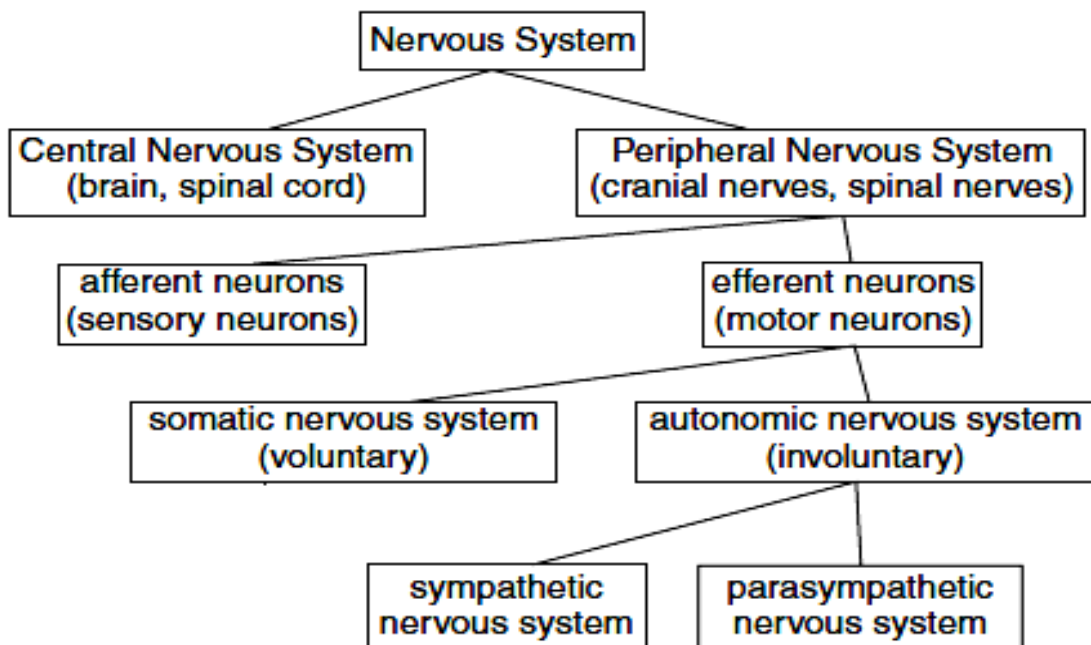 Nervous System
Central Nervous System
(brain, spinal cord)
Peripheral Nervous System
(cranial nerves, spinal nerves)
afferent neurons
(sensory neurons)
efferent neurons
(motor neurons)
somatic nervous system
(voluntary)
autonomic nervous system
(involuntary)
sympathetic
nervous system
parasympathetic
nervous system